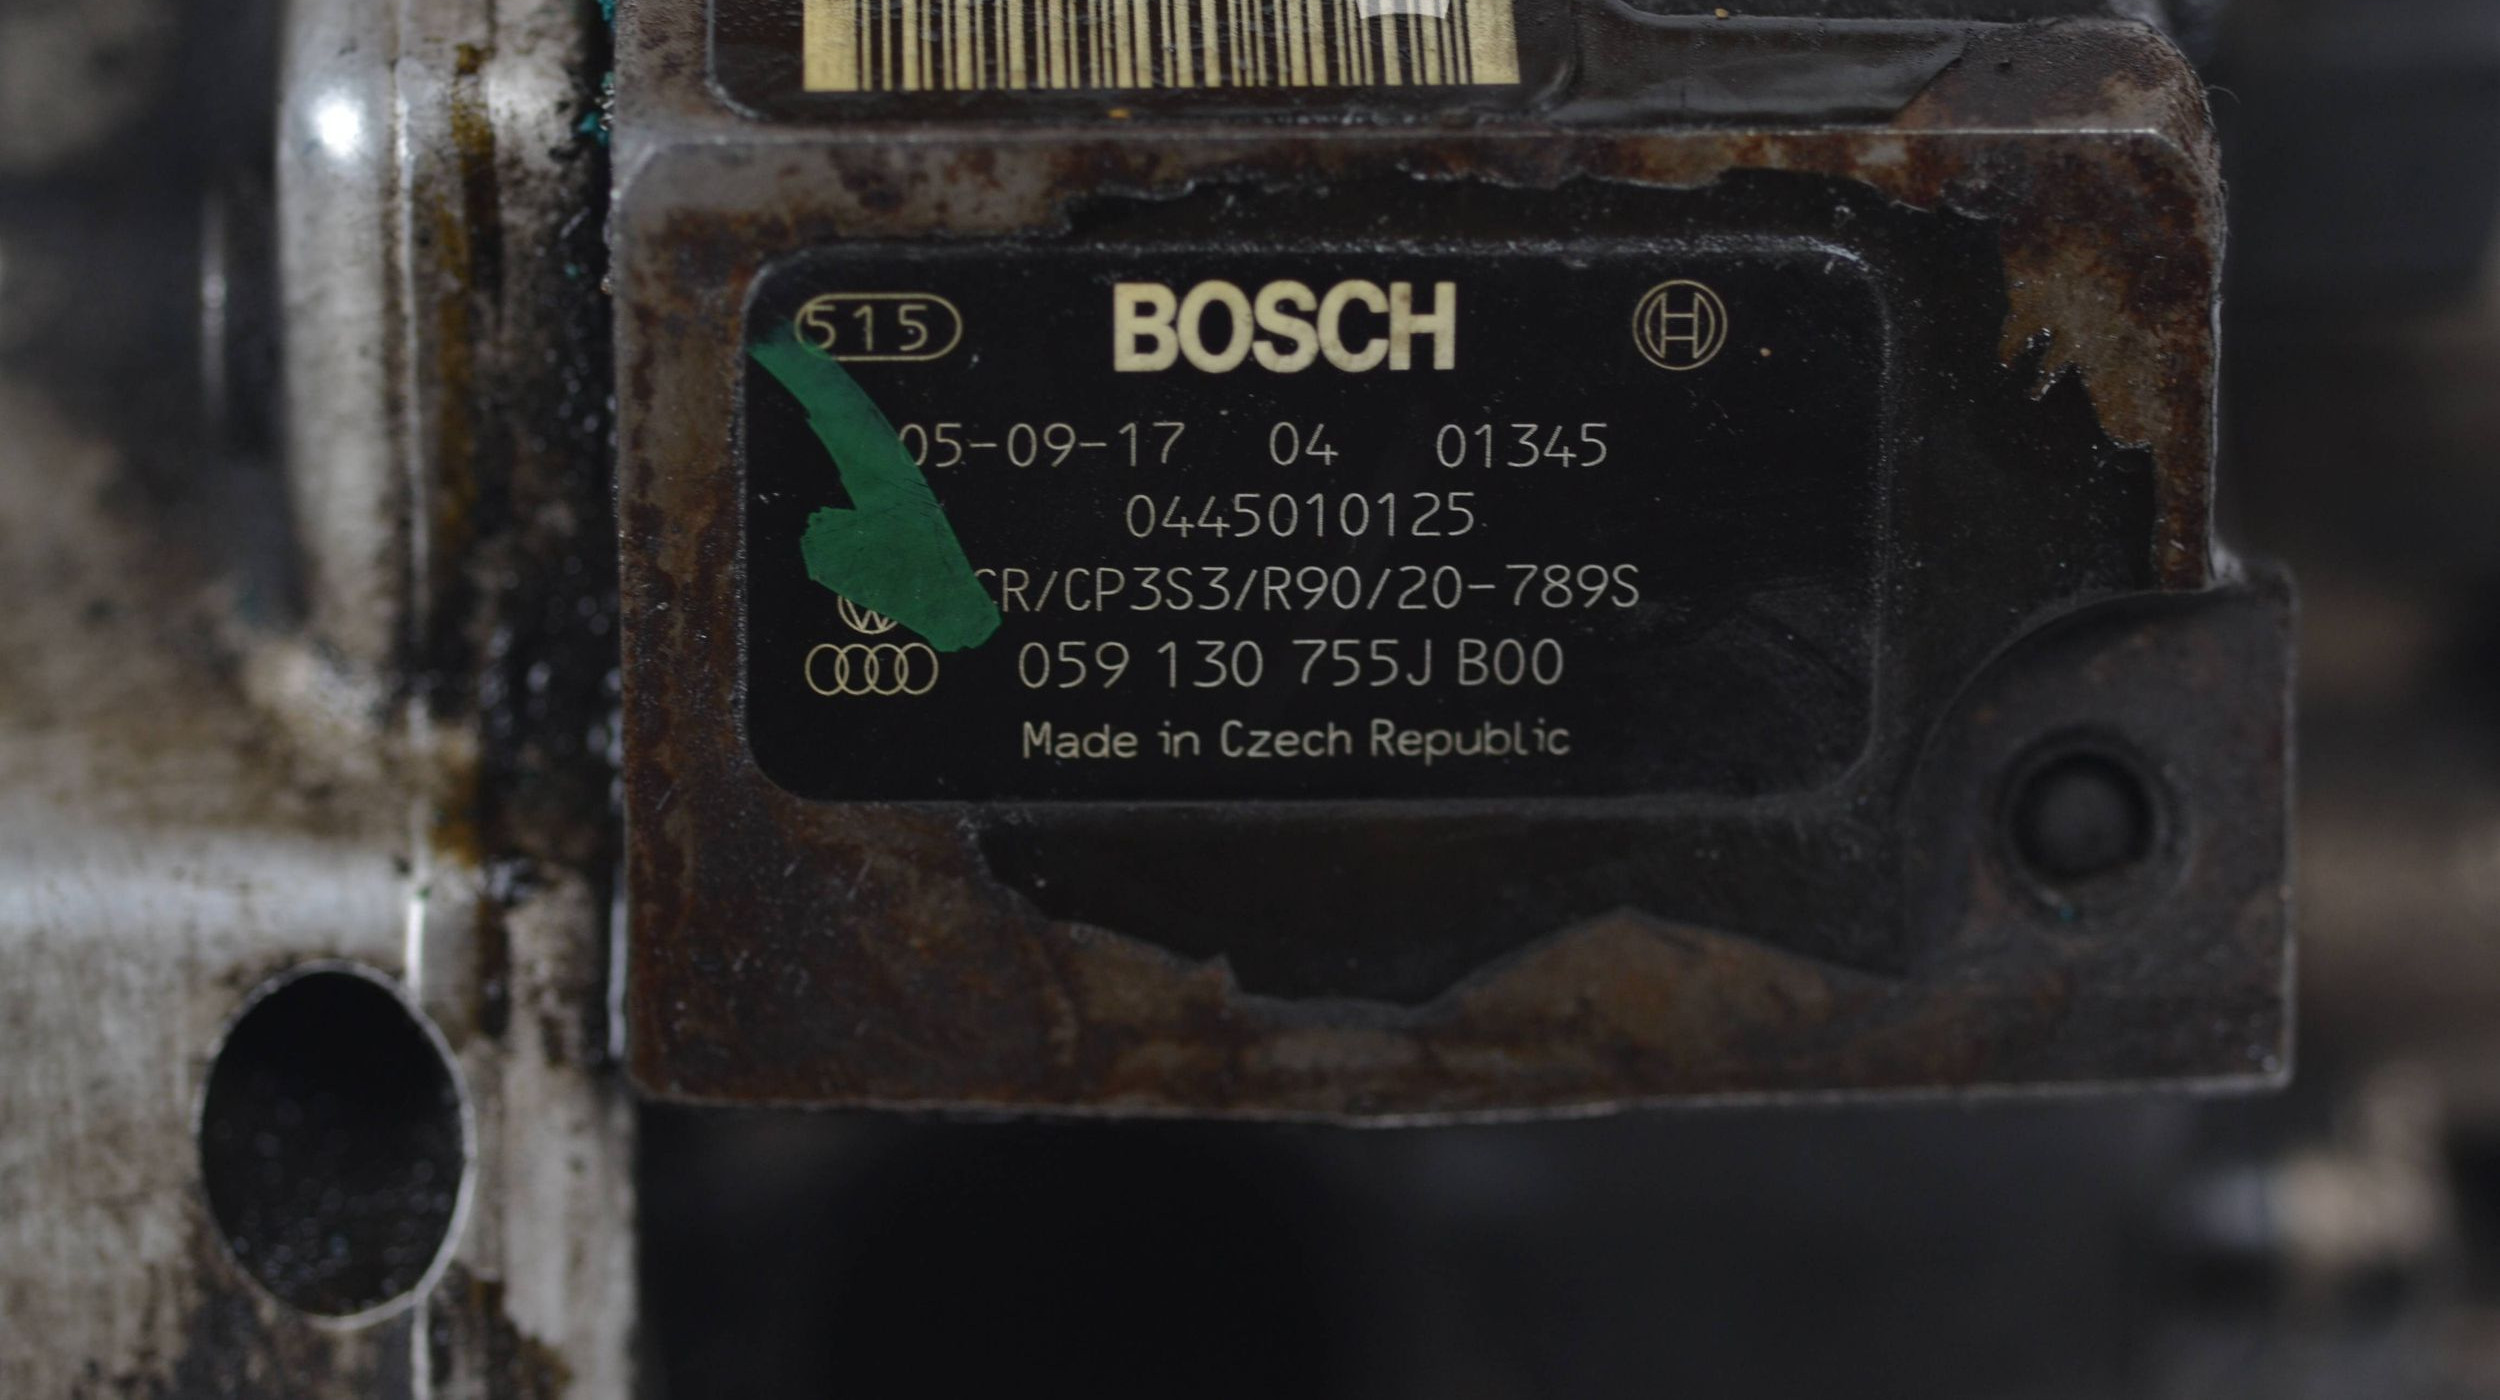 515 BOSCH
05-09-17 04 01345
0445010125
CR/CP3S3/R90/20-789S
059 130 755J B00
Made in Czech Republic